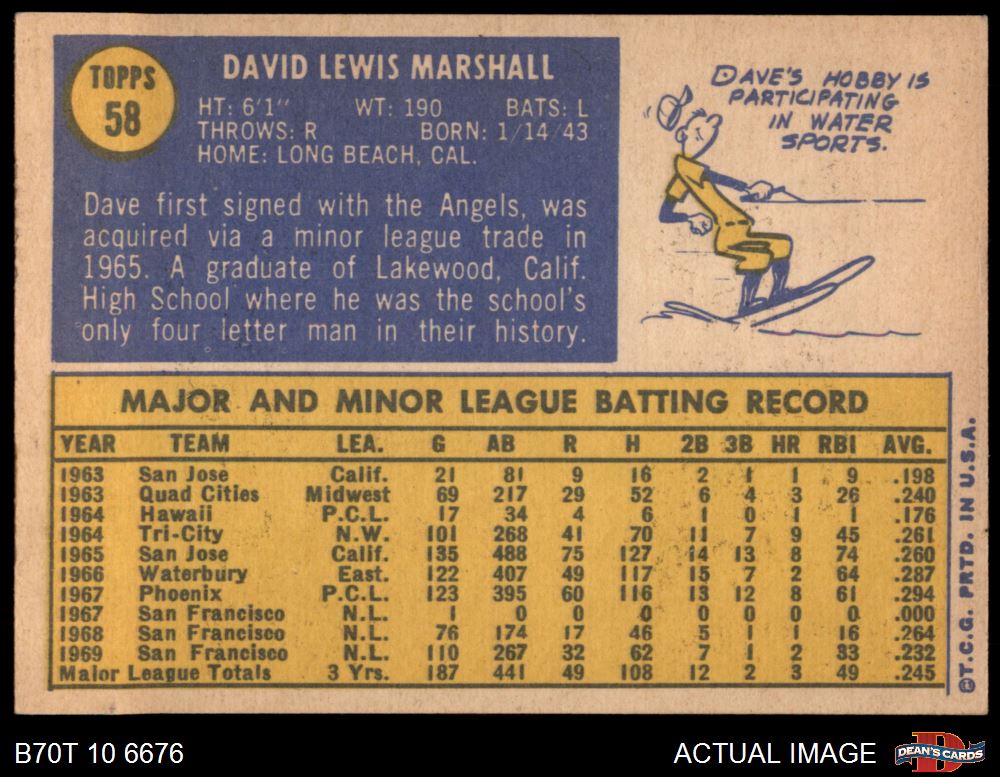 TOPPS
58
DAVID LEWIS MARSHALL
HT: 6'1" WT: 190 BATS: L
THROWS: R BORN: 1/14/43
HOME: LONG BEACH, CAL.
Dave first signed with the Angels, was
acquired via a minor league trade in
1965. A graduate of Lakewood, Calif.
High School where he was the school's
only four letter man in their history.
DAVE'S HOBBY IS
PARTICIPATING
IN WATER
SPORTS.
MAJOR AND MINOR LEAGUE BATTING RECORD
YEAR TEAM LEA. G AB R H 2B 3B HR RBI AVG.
1963 San Jose Calif. 21 81 9 16 2 1 1 9 .198
1963 Quad Cities Midwest 69 217 29 52 6 4 3 26 .240
1964 Hawaii P.C.L. 17 34 4 6 1 0 1 1 .176
1964 Tri-City N.W. 101 268 41 70 11 7 9 45 .261
1965 San Jose Calif. 135 488 75 127 14 13 8 74 .260
1966 Waterbury East. 122 407 49 117 15 7 2 64 .287
1967 Phoenix P.C.L. 123 395 60 116 13 12 8 61 .294
1967 San Francisco N.L. 1 0 0 0 0 0 0 0 .000
1968 San Francisco N.L. 76 174 17 46 5 1 1 16 .264
1969 San Francisco N.L. 110 267 32 62 7 1 2 33 .232
Major League Totals 3 Yrs. 187 441 49 108 12 2 3 49 .245
©T.C.G. PRTD. IN U.S.A.
B70T 10 6676
ACTUAL IMAGE
D
DEAN'S CARDS